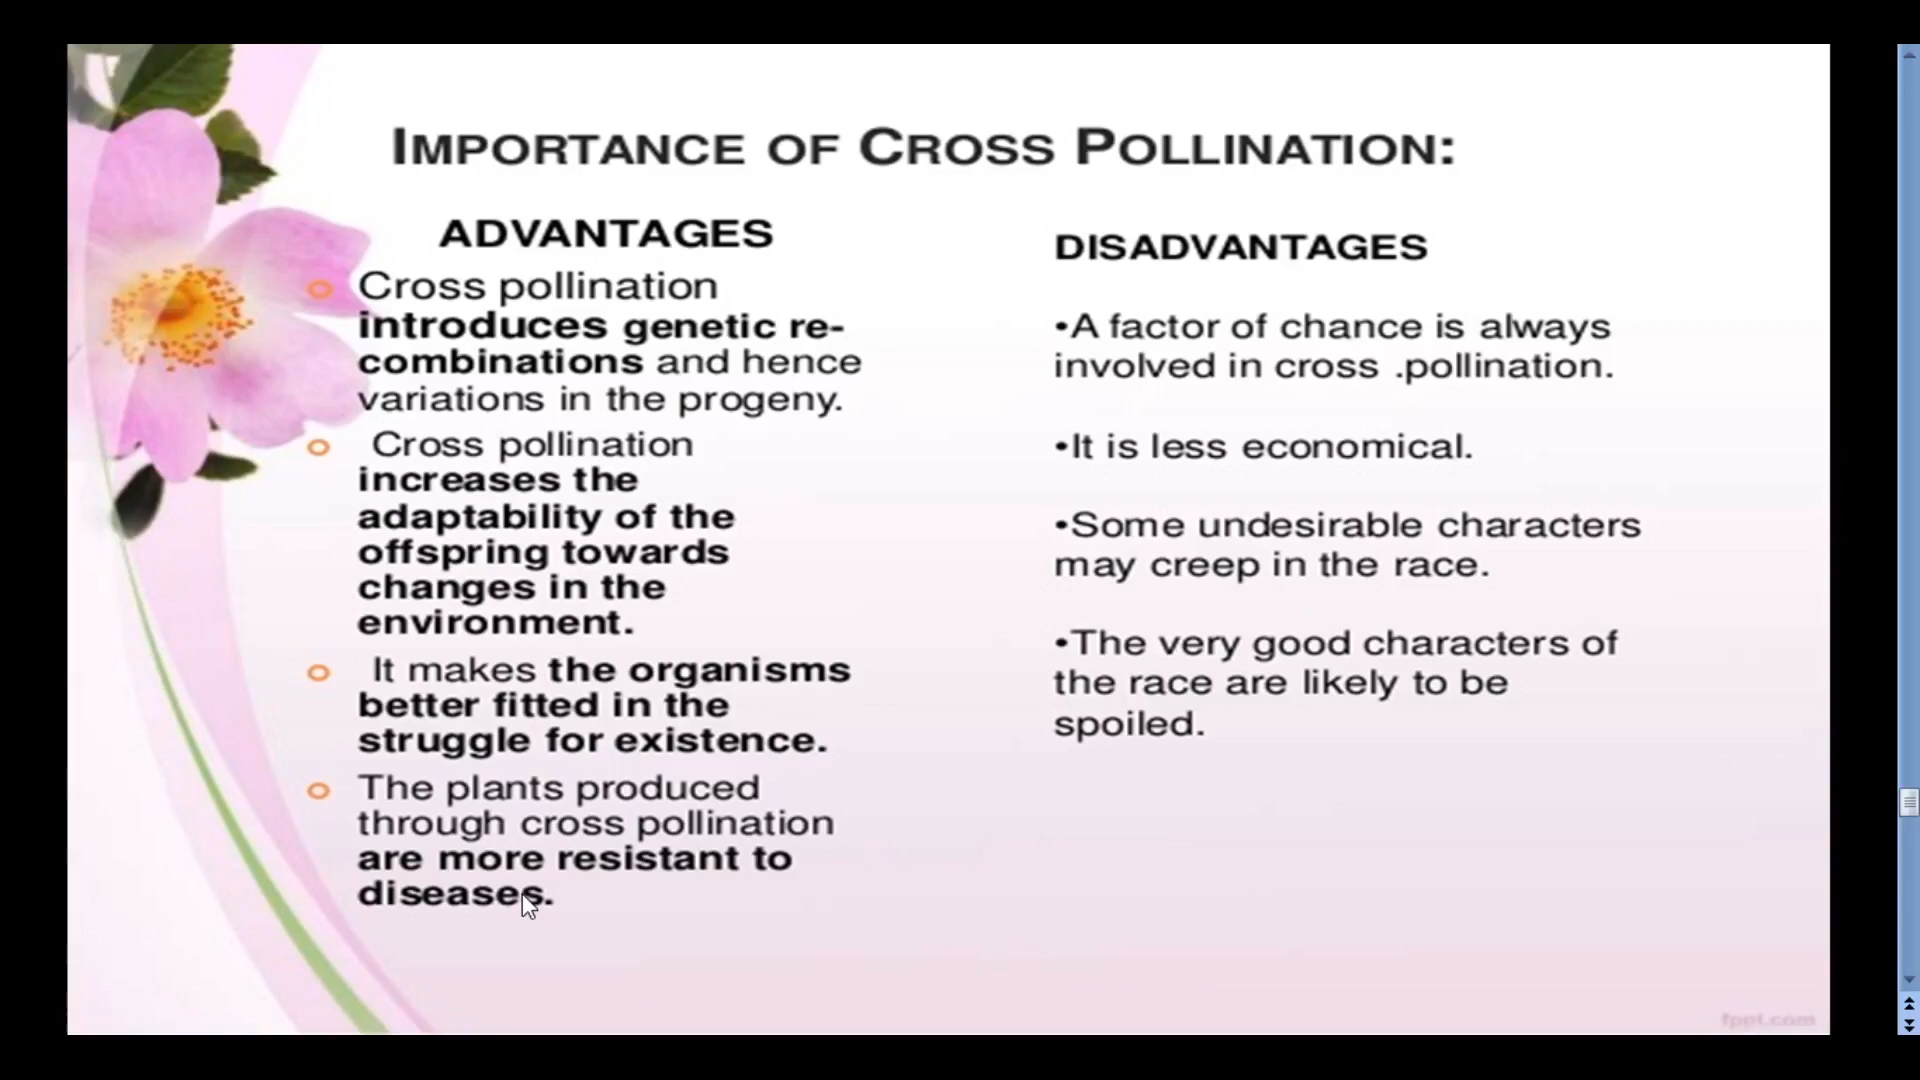 IMPORTANCE OF CROSS POLLINATION:
ADVANTAGES
Cross pollination
introduces genetic re-
combinations and hence
variations in the progeny.
Cross pollination
increases the
adaptability of the
offspring towards
changes in the
environment.
It makes the organisms
better fitted in the
struggle for existence.
The plants produced
through cross pollination
are more resistant to
diseases.
DISADVANTAGES
•A factor of chance is always
involved in cross .pollination.
•It is less economical.
•Some undesirable characters
may creep in the race.
•The very good characters of
the race are likely to be
spoiled.
fppt.com